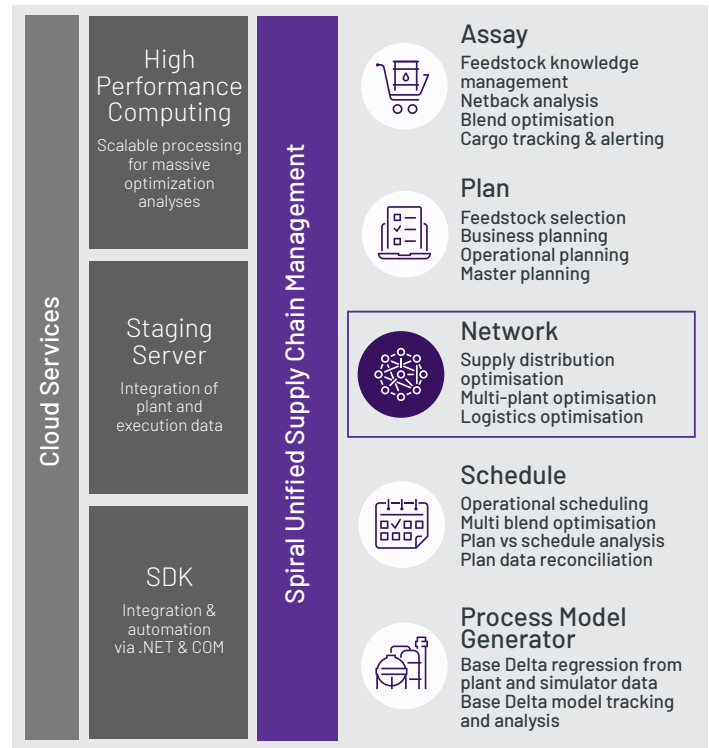 Cloud Services
High
Performance
Computing
Scalable processing
for massive
optimization
analyses
Staging
Server
Integration of
plant and
execution data
SDK
Integration &
automation
via .NET & COM
Spiral Unified Supply Chain Management
Assay
Feedstock knowledge
management
Netback analysis
Blend optimisation
Cargo tracking & alerting
Plan
Feedstock selection
Business planning
Operational planning
Master planning
Network
Supply distribution
optimisation
Multi-plant optimisation
Logistics optimisation
Schedule
Operational scheduling
Multi blend optimisation
Plan vs schedule analysis
Plan data reconciliation
Process Model
Generator
Base Delta regression from
plant and simulator data
Base Delta model tracking
and analysis